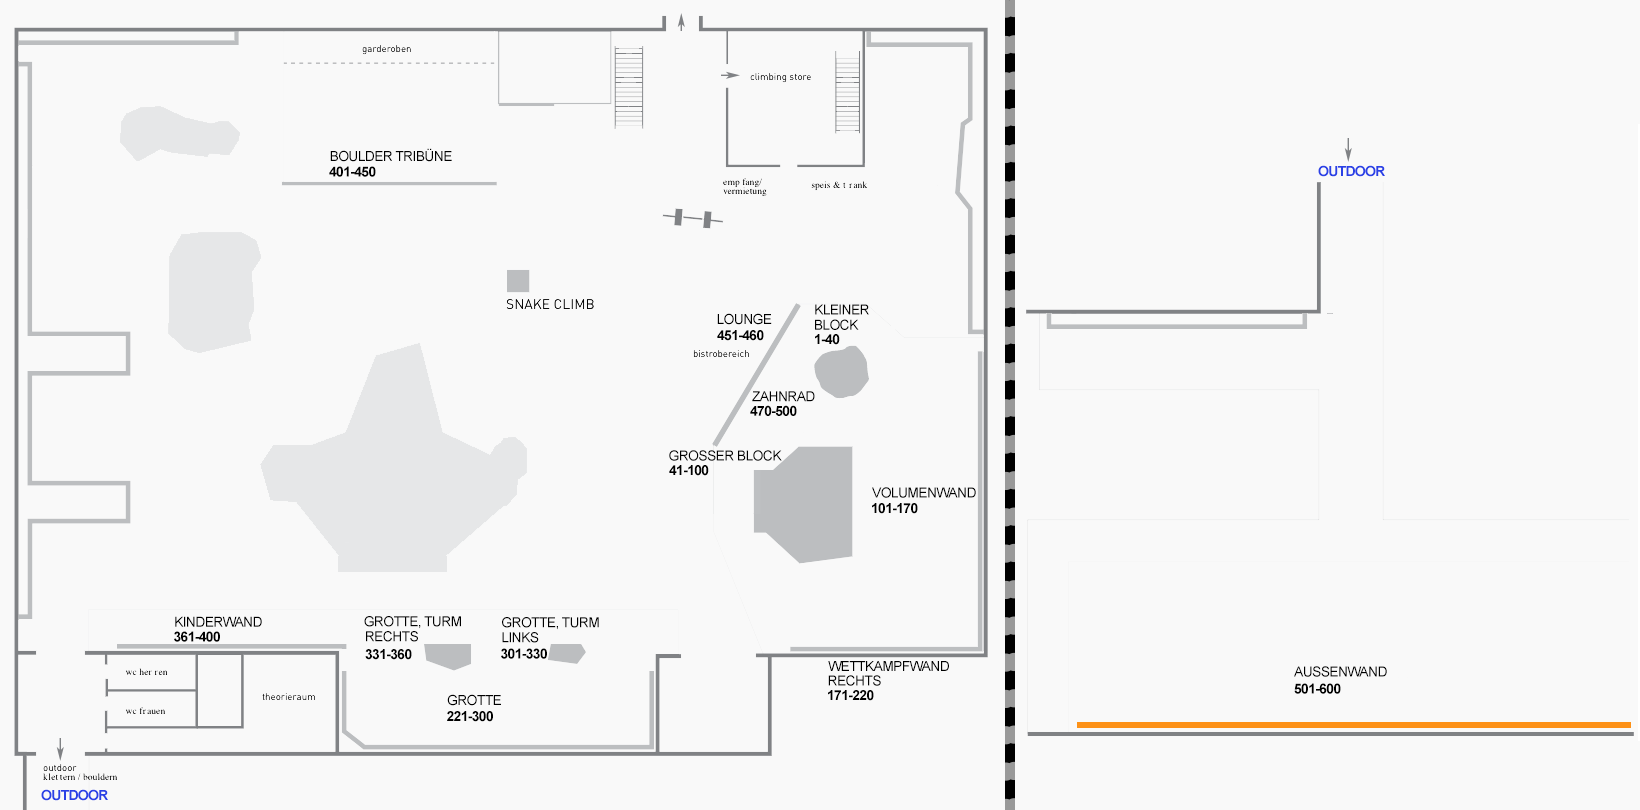 garderoben
climbing store
BOULDER TRIBÜNE
401-450
emp fang/
vermietung
speis & t rank
SNAKE CLIMB
LOUNGE
451-460
bistrobereich
KLEINER
BLOCK
1-40
ZAHNRAD
470-500
GROSSER BLOCK
41-100
VOLUMENWAND
101-170
KINDERWAND
361-400
GROTTE, TURM
RECHTS
331-360
GROTTE, TURM
LINKS
301-330
wc her ren
wc frauen
theorieraum
GROTTE
221-300
WETTKAMPFWAND
RECHTS
171-220
outdoor
klettern / bouldern
OUTDOOR
OUTDOOR
AUSSENWAND
501-600